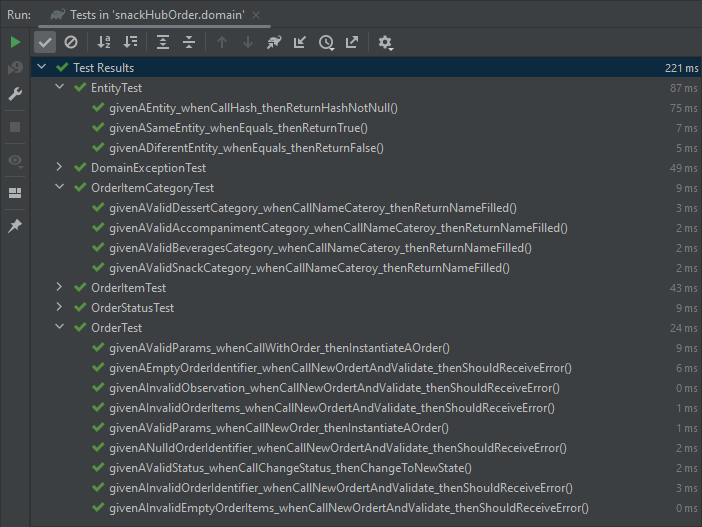 Run: Tests in 'snackHubOrder.domain'
Test Results 221 ms
EntityTest 87 ms
givenAEntity_whenCallHash_thenReturnHashNotNull() 75 ms
givenASameEntity_whenEquals_thenReturnTrue() 7 ms
givenADiferentEntity_whenEquals_thenReturnFalse() 5 ms
DomainExceptionTest 49 ms
OrderItemCategoryTest 9 ms
givenAValidDessertCategory_whenCallNameCateroy_thenReturnNameFilled() 3 ms
givenAValidAccompanimentCategory_whenCallNameCateroy_thenReturnNameFilled() 2 ms
givenAValidBeveragesCategory_whenCallNameCateroy_thenReturnNameFilled() 2 ms
givenAValidSnackCategory_whenCallNameCateroy_thenReturnNameFilled() 2 ms
OrderItemTest 43 ms
OrderStatusTest 9 ms
OrderTest 24 ms
givenAValidParams_whenCallWithOrder_thenInstantiateAOrder() 9 ms
givenAEmptyOrderIdentifier_whenCallNewOrdertAndValidate_thenShouldReceiveError() 6 ms
givenAInvalidObservation_whenCallNewOrdertAndValidate_thenShouldReceiveError() 0 ms
givenAInvalidOrderItems_whenCallNewOrdertAndValidate_thenShouldReceiveError() 1 ms
givenAValidParams_whenCallNewOrder_thenInstantiateAOrder() 1 ms
givenANulldOrderIdentifier_whenCallNewOrdertAndValidate_thenShouldReceiveError() 2 ms
givenAValidStatus_whenCallChangeStatus_thenChangeToNewState() 2 ms
givenAInvalidOrderIdentifier_whenCallNewOrdertAndValidate_thenShouldReceiveError() 3 ms
givenAInvalidEmptyOrderItems_whenCallNewOrdertAndValidate_thenShouldReceiveError() 0 ms